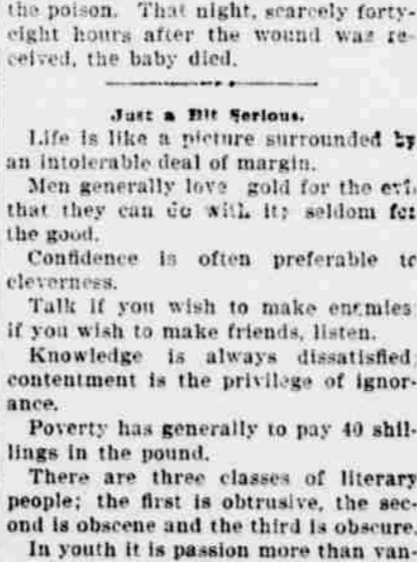 the poison. That night, scarcely forty-
eight hours after the wound was re-
ceived, the baby died.
Just a Bit Serious.
Life is like a picture surrounded by
an intolerable deal of margin.
Men generally love gold for the evil
that they can do with it; seldom for
the good.
Confidence is often preferable to
cleverness.
Talk if you wish to make enemies
if you wish to make friends, listen.
Knowledge is always dissatisfied;
contentment is the privilege of ignor-
ance.
Poverty has generally to pay 40 shil-
lings in the pound.
There are three classes of literary
people; the first is obtrusive, the sec-
ond is obscene and the third is obscure.
In youth it is passion more than van-